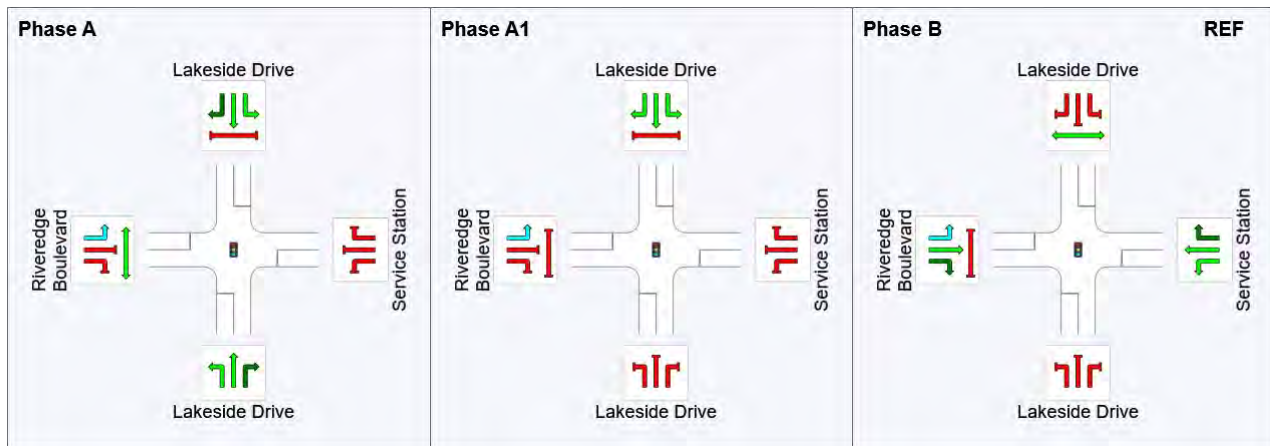 Phase A
Lakeside Drive
Riveredge
Boulevard
Service Station
Lakeside Drive
Phase A1
Lakeside Drive
Riveredge
Boulevard
Service Station
Lakeside Drive
Phase B
REF
Lakeside Drive
Riveredge
Boulevard
Service Station
Lakeside Drive